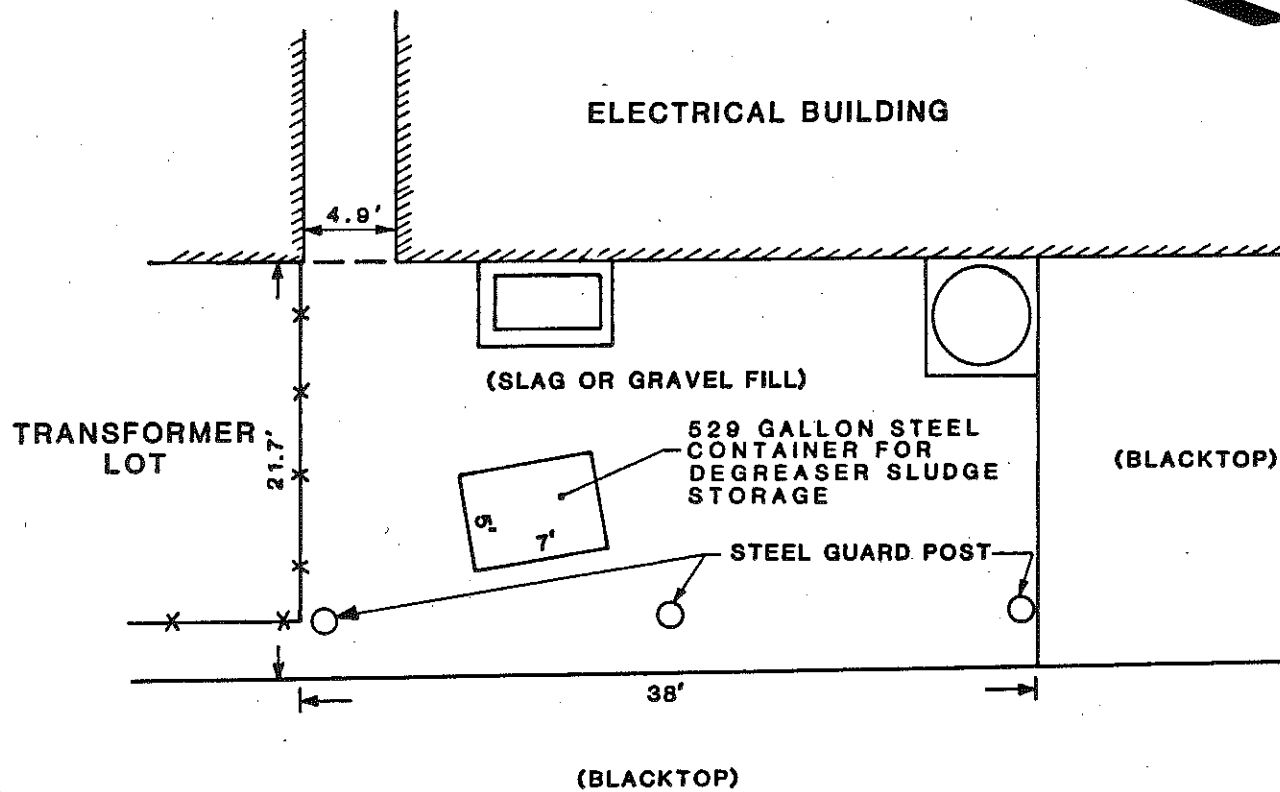 ELECTRICAL BUILDING
4.9'
(SLAG OR GRAVEL FILL)
TRANSFORMER
LOT
21.7'
529 GALLON STEEL
CONTAINER FOR
DEGREASER SLUDGE
STORAGE
(BLACKTOP)
5'
7'
STEEL GUARD POST
38'
(BLACKTOP)